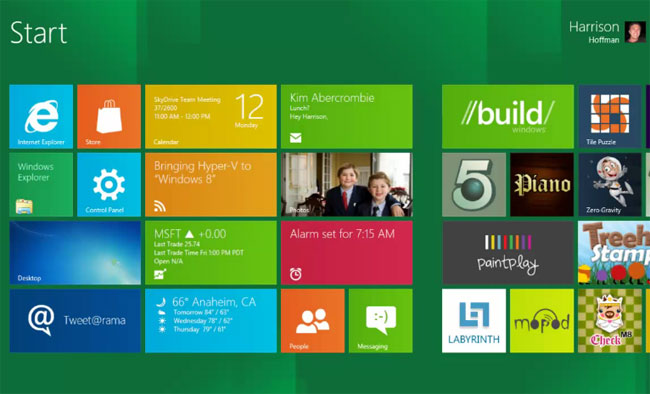 Start
Harrison
Hoffman
Internet Explorer
Store
SkyDrive Team Meeting
37/2600
11:00 AM - 12:00 PM
12
Monday
Calendar
Kim Abercrombie
Lunch?
Hey Harrison,
//build/
windows
Tile Puzzle
Windows
Explorer
Control Panel
Bringing Hyper-V to
"Windows 8"
Photos
5
Piano
Zero Gravity
Desktop
MSFT ▲ +0.00
Last Trade 25.74
Last Trade Time Fri 1:00 PM PDT
Open N/A
Alarm set for 7:15 AM
paintplay
Treeh
Stamp
@ Tweet@rama
66° Anaheim, CA
Tomorrow 84° / 63°
Wednesday 78° / 62°
Thursday 79° / 61°
People
Messaging
LABYRINTH
mopod
M8
Check